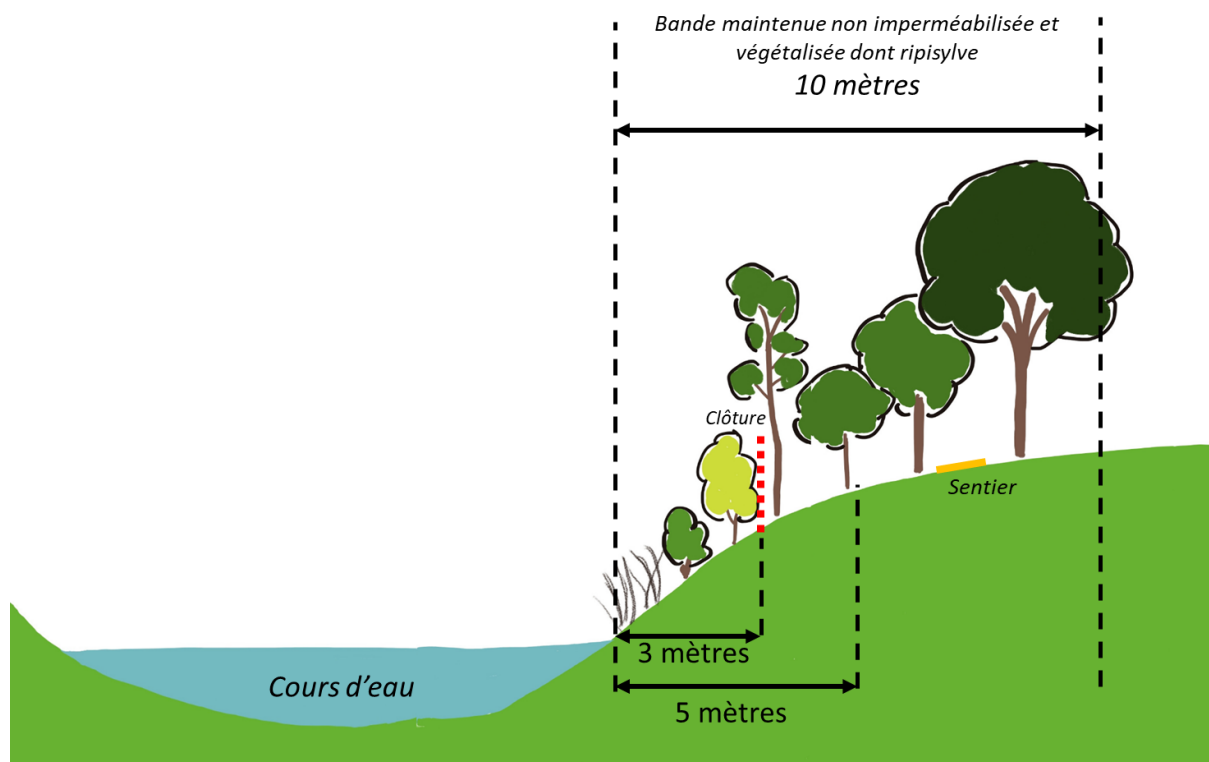 Bande maintenue non imperméabilisée et
végétalisée dont ripisylve
10 mètres
Clôture
Sentier
3 mètres
Cours d’eau
5 mètres